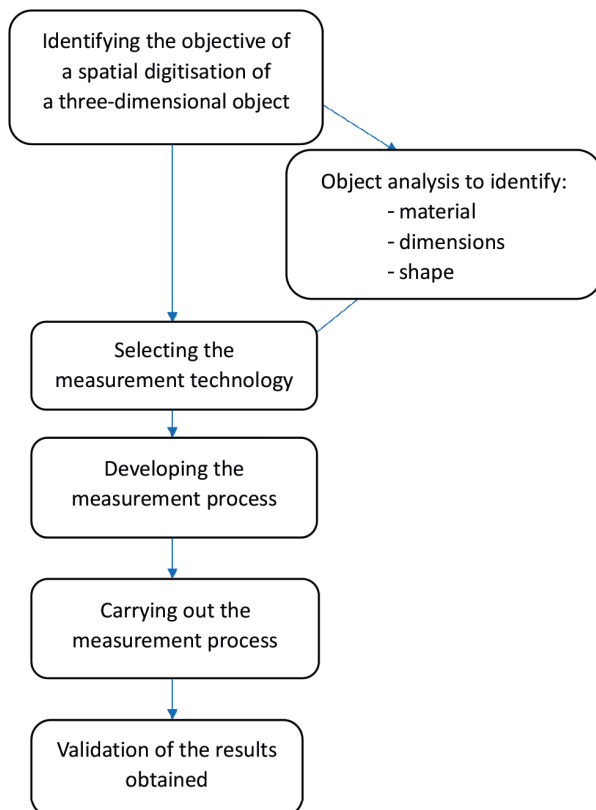 Identifying the objective of
a spatial digitisation of
a three-dimensional object
Object analysis to identify:
- material
- dimensions
- shape
Selecting the
measurement technology
Developing the
measurement process
Carrying out the
measurement process
Validation of the results
obtained